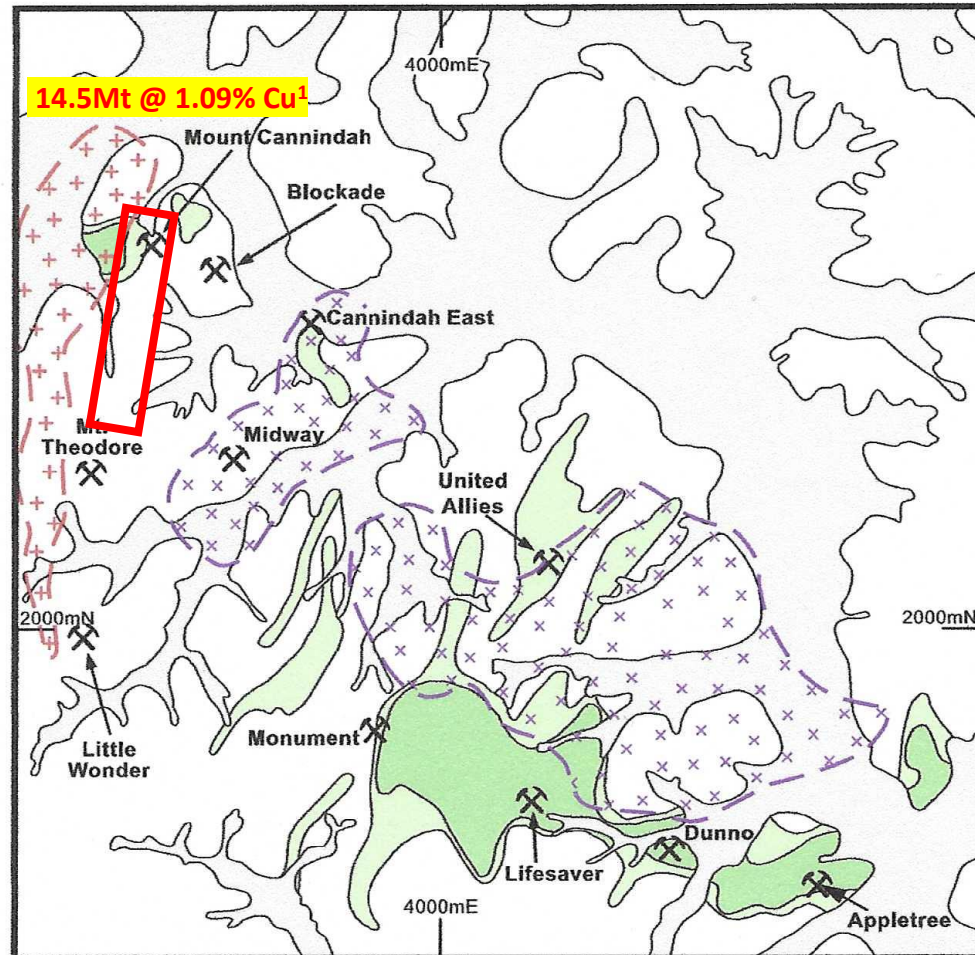 4000mE
14.5Mt @ 1.09% Cu1
Mount Cannindah
Blockade
Cannindah East
Mt.
Theodore
Midway
United
Allies
2000mN
2000mN
Little
Wonder
Monument
Lifesaver
Dunno
4000mE
Appletree